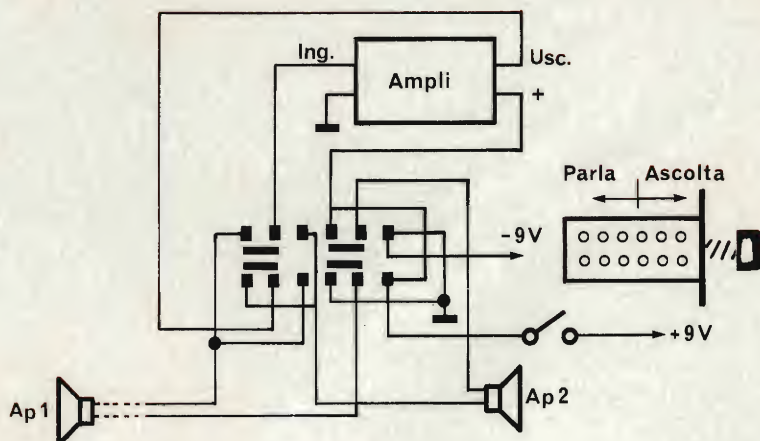 Ing.
Ampli
Usc.
+
Parla
Ascolta
-9V
+9V
Ap1
Ap2